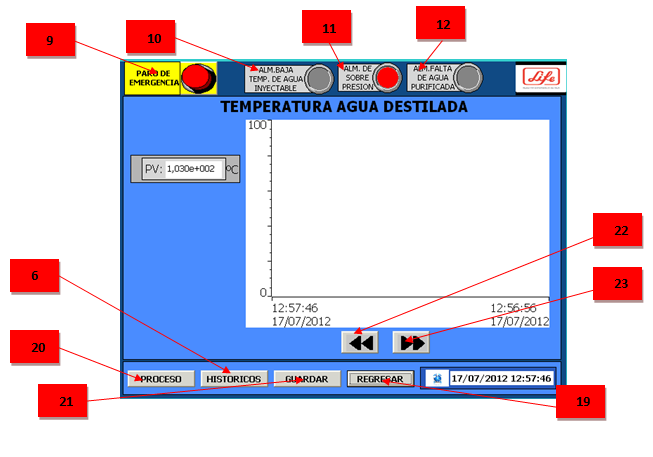 9
10
11
12
PARO DE
EMERGENCIA
ALM.BAJA
TEMP. DE AGUA
INYECTABLE
ALM. DE
SOBRE
PRESION
ALM.FALTA
DE AGUA
PURIFICADA
Life
TEMPERATURA AGUA DESTILADA
100
PV: 1,030e+002 ºC
0
12:57:46
17/07/2012
12:56:56
17/07/2012
22
23
6
20
21
19
PROCESO
HISTORICOS
GUARDAR
REGRESAR
17/07/2012 12:57:46